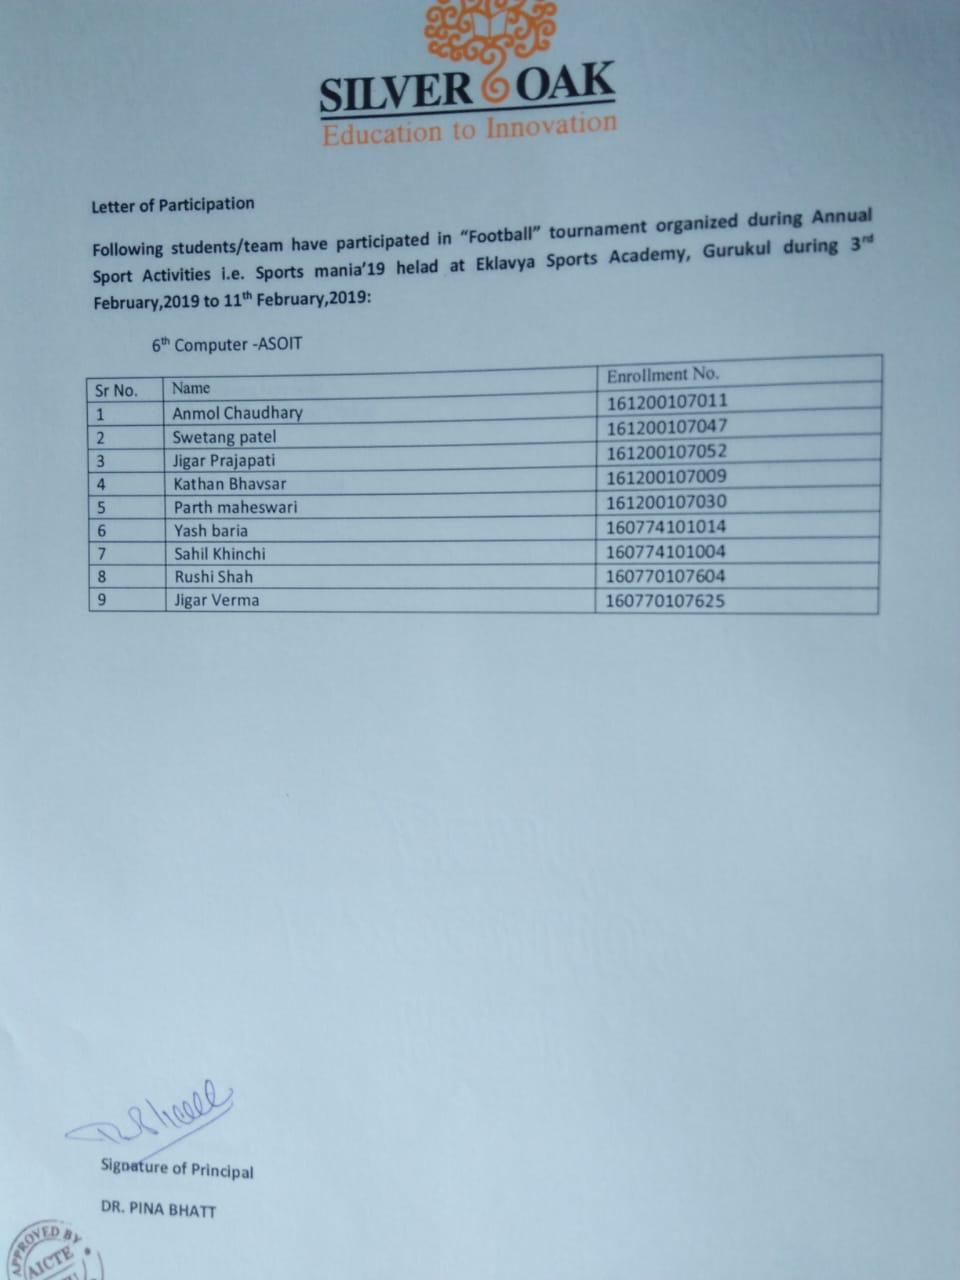 SILVER OAK
Education to Innovation
Letter of Participation
Following students/team have participated in “Football” tournament organized during Annual
Sport Activities i.e. Sports mania’19 helad at Eklavya Sports Academy, Gurukul during 3rd
February,2019 to 11th February,2019:
6th Computer -ASOIT
Sr No. Name Enrollment No.
1 Anmol Chaudhary 161200107011
2 Swetang patel 161200107047
3 Jigar Prajapati 161200107052
4 Kathan Bhavsar 161200107009
5 Parth maheswari 161200107030
6 Yash baria 160774101014
7 Sahil Khinchi 160774101004
8 Rushi Shah 160770107604
9 Jigar Verma 160770107625
Signature of Principal
DR. PINA BHATT
APPROVED BY
AICTE